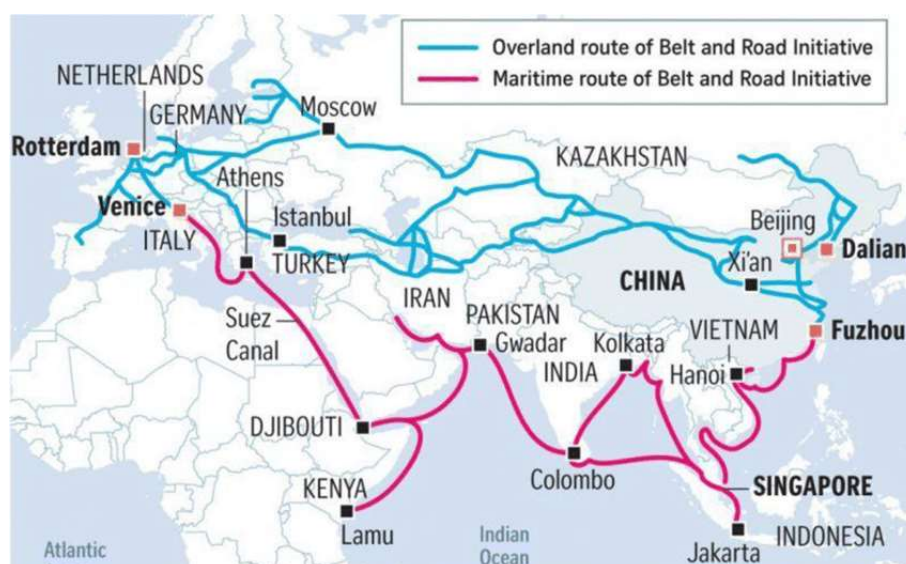 Overland route of Belt and Road Initiative
Maritime route of Belt and Road Initiative
NETHERLANDS
GERMANY
Moscow
Rotterdam
KAZAKHSTAN
Athens
Venice
Istanbul
Beijing
ITALY
TURKEY
Xi'an
Dalian
CHINA
IRAN
PAKISTAN
Suez
Canal
Gwadar
Kolkata
VIETNAM
Fuzhou
INDIA
Hanoi
DJIBOUTI
Colombo
SINGAPORE
KENYA
Lamu
Indian
Ocean
INDONESIA
Atlantic
Jakarta